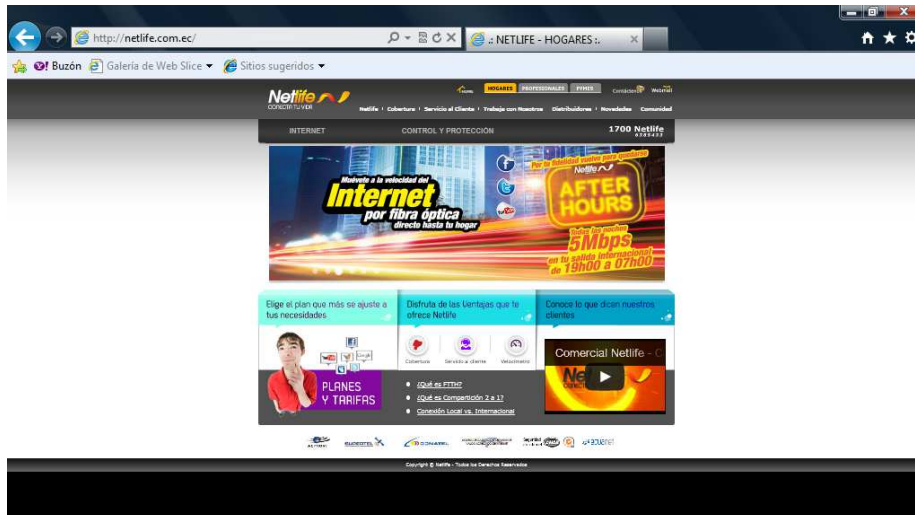 http://netlife.com.ec/
.: NETLIFE - HOGARES :.
Buzón
Galería de Web Slice
Sitios sugeridos
Netlife
CONECTA TU VIDA
Home
HOGARES
PROFESIONALES
PYMES
Contáctenos
Webmail
Netlife
Cobertura
Servicio al Cliente
Trabaja con Nosotros
Distribuidores
Novedades
Comunidad
INTERNET
CONTROL Y PROTECCIÓN
1700 Netlife
6385433
Muévete a la velocidad del
Internet
por fibra óptica
directo hasta tu hogar
Por tu fidelidad vuelve para quedarse
Netlife
AFTER
HOURS
Todas las noches
5Mbps
en tu salida internacional
de 19h00 a 07h00
Elige el plan que más se ajuste a
tus necesidades
Disfruta de las Ventajas que te
ofrece Netlife
Conoce lo que dicen nuestros
clientes
PLANES
Y TARIFAS
Cobertura
Servicio al cliente
Velocímetro
¿Qué es FTTH?
¿Qué es Compartición 2 a 1?
Conexión Local vs. Internacional
Comercial Netlife - C
SUPERTEL
CONATEL
Copyright © Netlife - Todos los Derechos Reservados